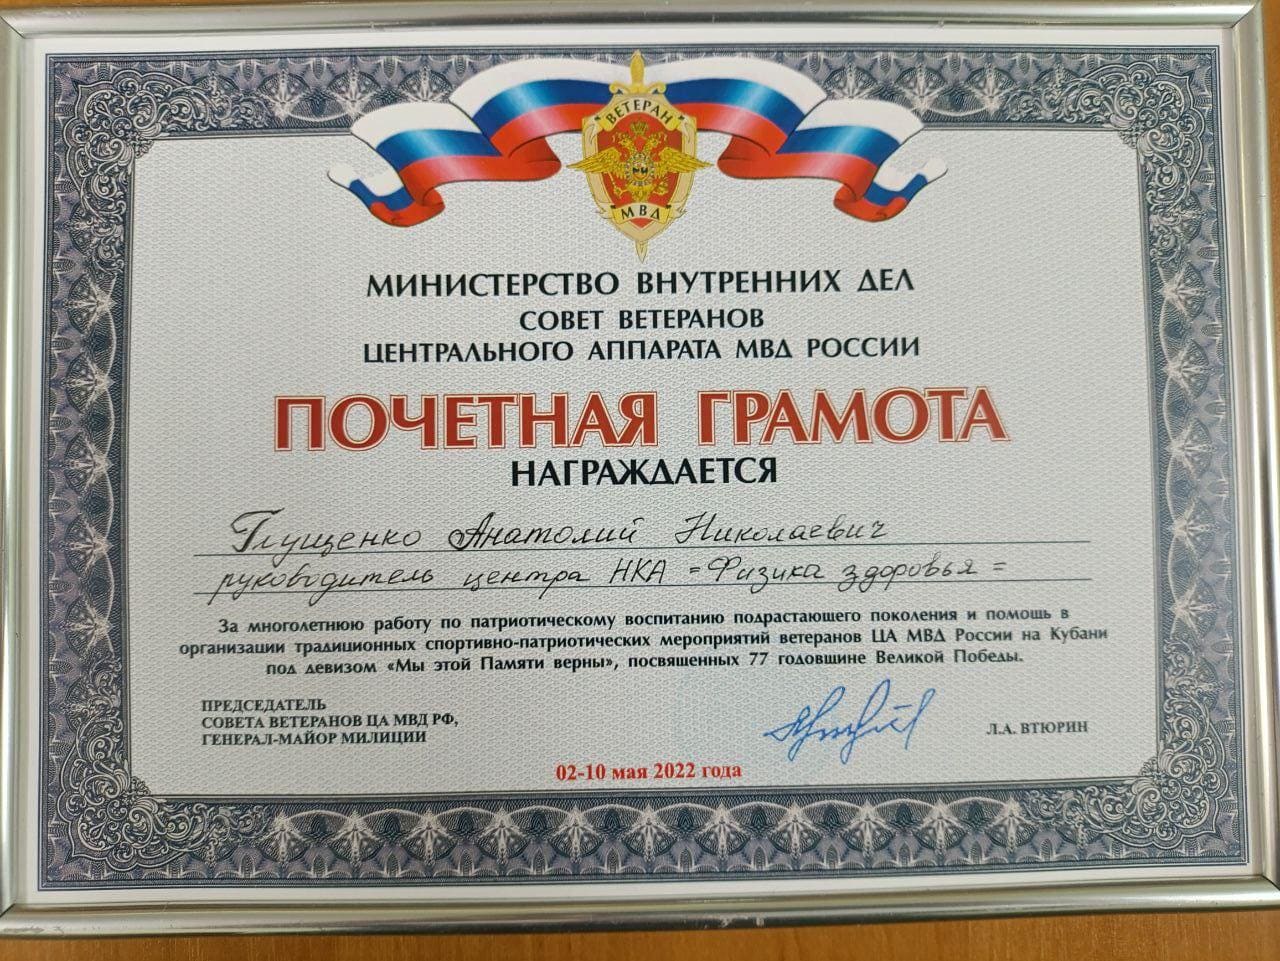 ВЕТЕРАН
МВД
МИНИСТЕРСТВО ВНУТРЕННИХ ДЕЛ
СОВЕТ ВЕТЕРАНОВ
ЦЕНТРАЛЬНОГО АППАРАТА МВД РОССИИ
ПОЧЕТНАЯ ГРАМОТА
НАГРАЖДАЕТСЯ
Глущенко Анатолий Николаевич
руководитель центра НКА "Физика здоровья"
За многолетнюю работу по патриотическому воспитанию подрастающего поколения и помощь в
организации традиционных спортивно-патриотических мероприятий ветеранов ЦА МВД России на Кубани
под девизом «Мы этой Памяти верны», посвященных 77 годовщине Великой Победы.
ПРЕДСЕДАТЕЛЬ
СОВЕТА ВЕТЕРАНОВ ЦА МВД РФ,
ГЕНЕРАЛ-МАЙОР МИЛИЦИИ
Л.А. ВТЮРИН
02-10 мая 2022 года